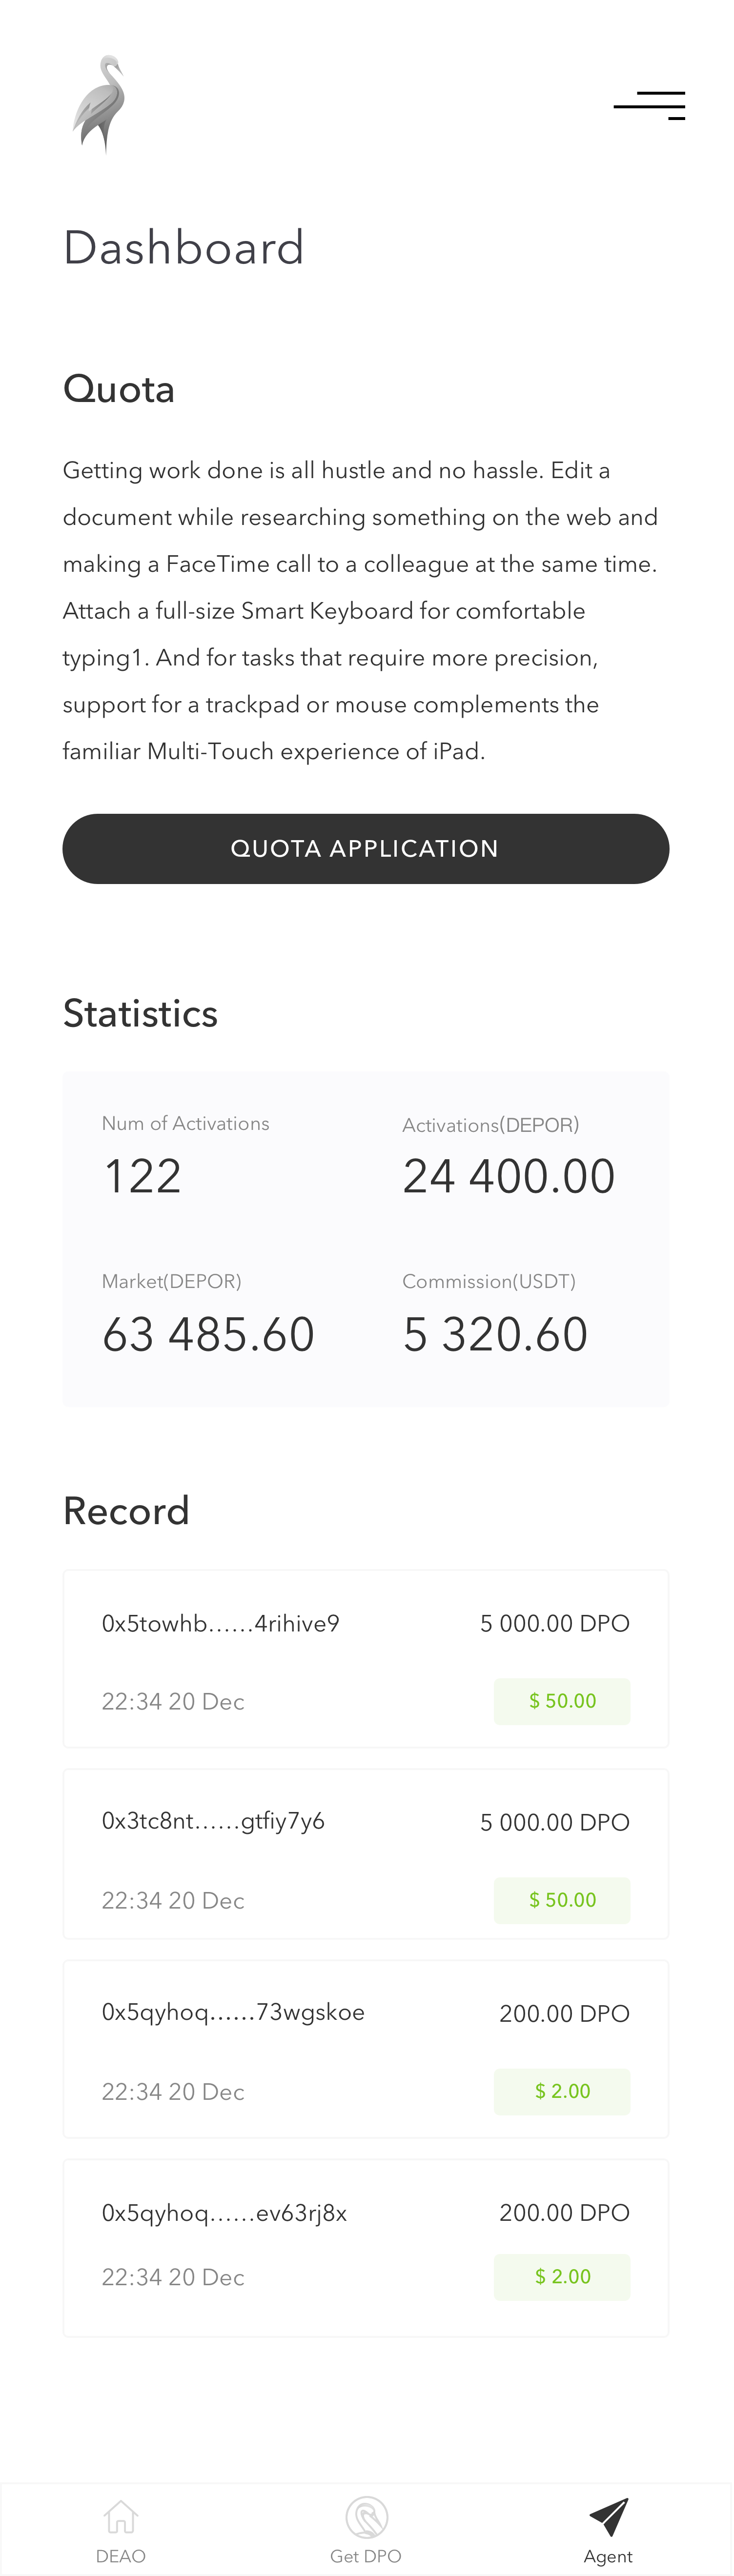 Dashboard
Quota
Getting work done is all hustle and no hassle. Edit a
document while researching something on the web and
making a FaceTime call to a colleague at the same time.
Attach a full-size Smart Keyboard for comfortable
typing1. And for tasks that require more precision,
support for a trackpad or mouse complements the
familiar Multi-Touch experience of iPad.
QUOTA APPLICATION
Statistics
Num of Activations
Activations(DEPOR)
122
24 400.00
Market(DEPOR)
Commission(USDT)
63 485.60
5 320.60
Record
0x5towhb......4rihive9
5 000.00 DPO
22:34 20 Dec
$ 50.00
0x3tc8nt......gtfiy7y6
5 000.00 DPO
22:34 20 Dec
$ 50.00
0x5qyhoq......73wgskoe
200.00 DPO
22:34 20 Dec
$ 2.00
0x5qyhoq......ev63rj8x
200.00 DPO
22:34 20 Dec
$ 2.00
DEAO
Get DPO
Agent